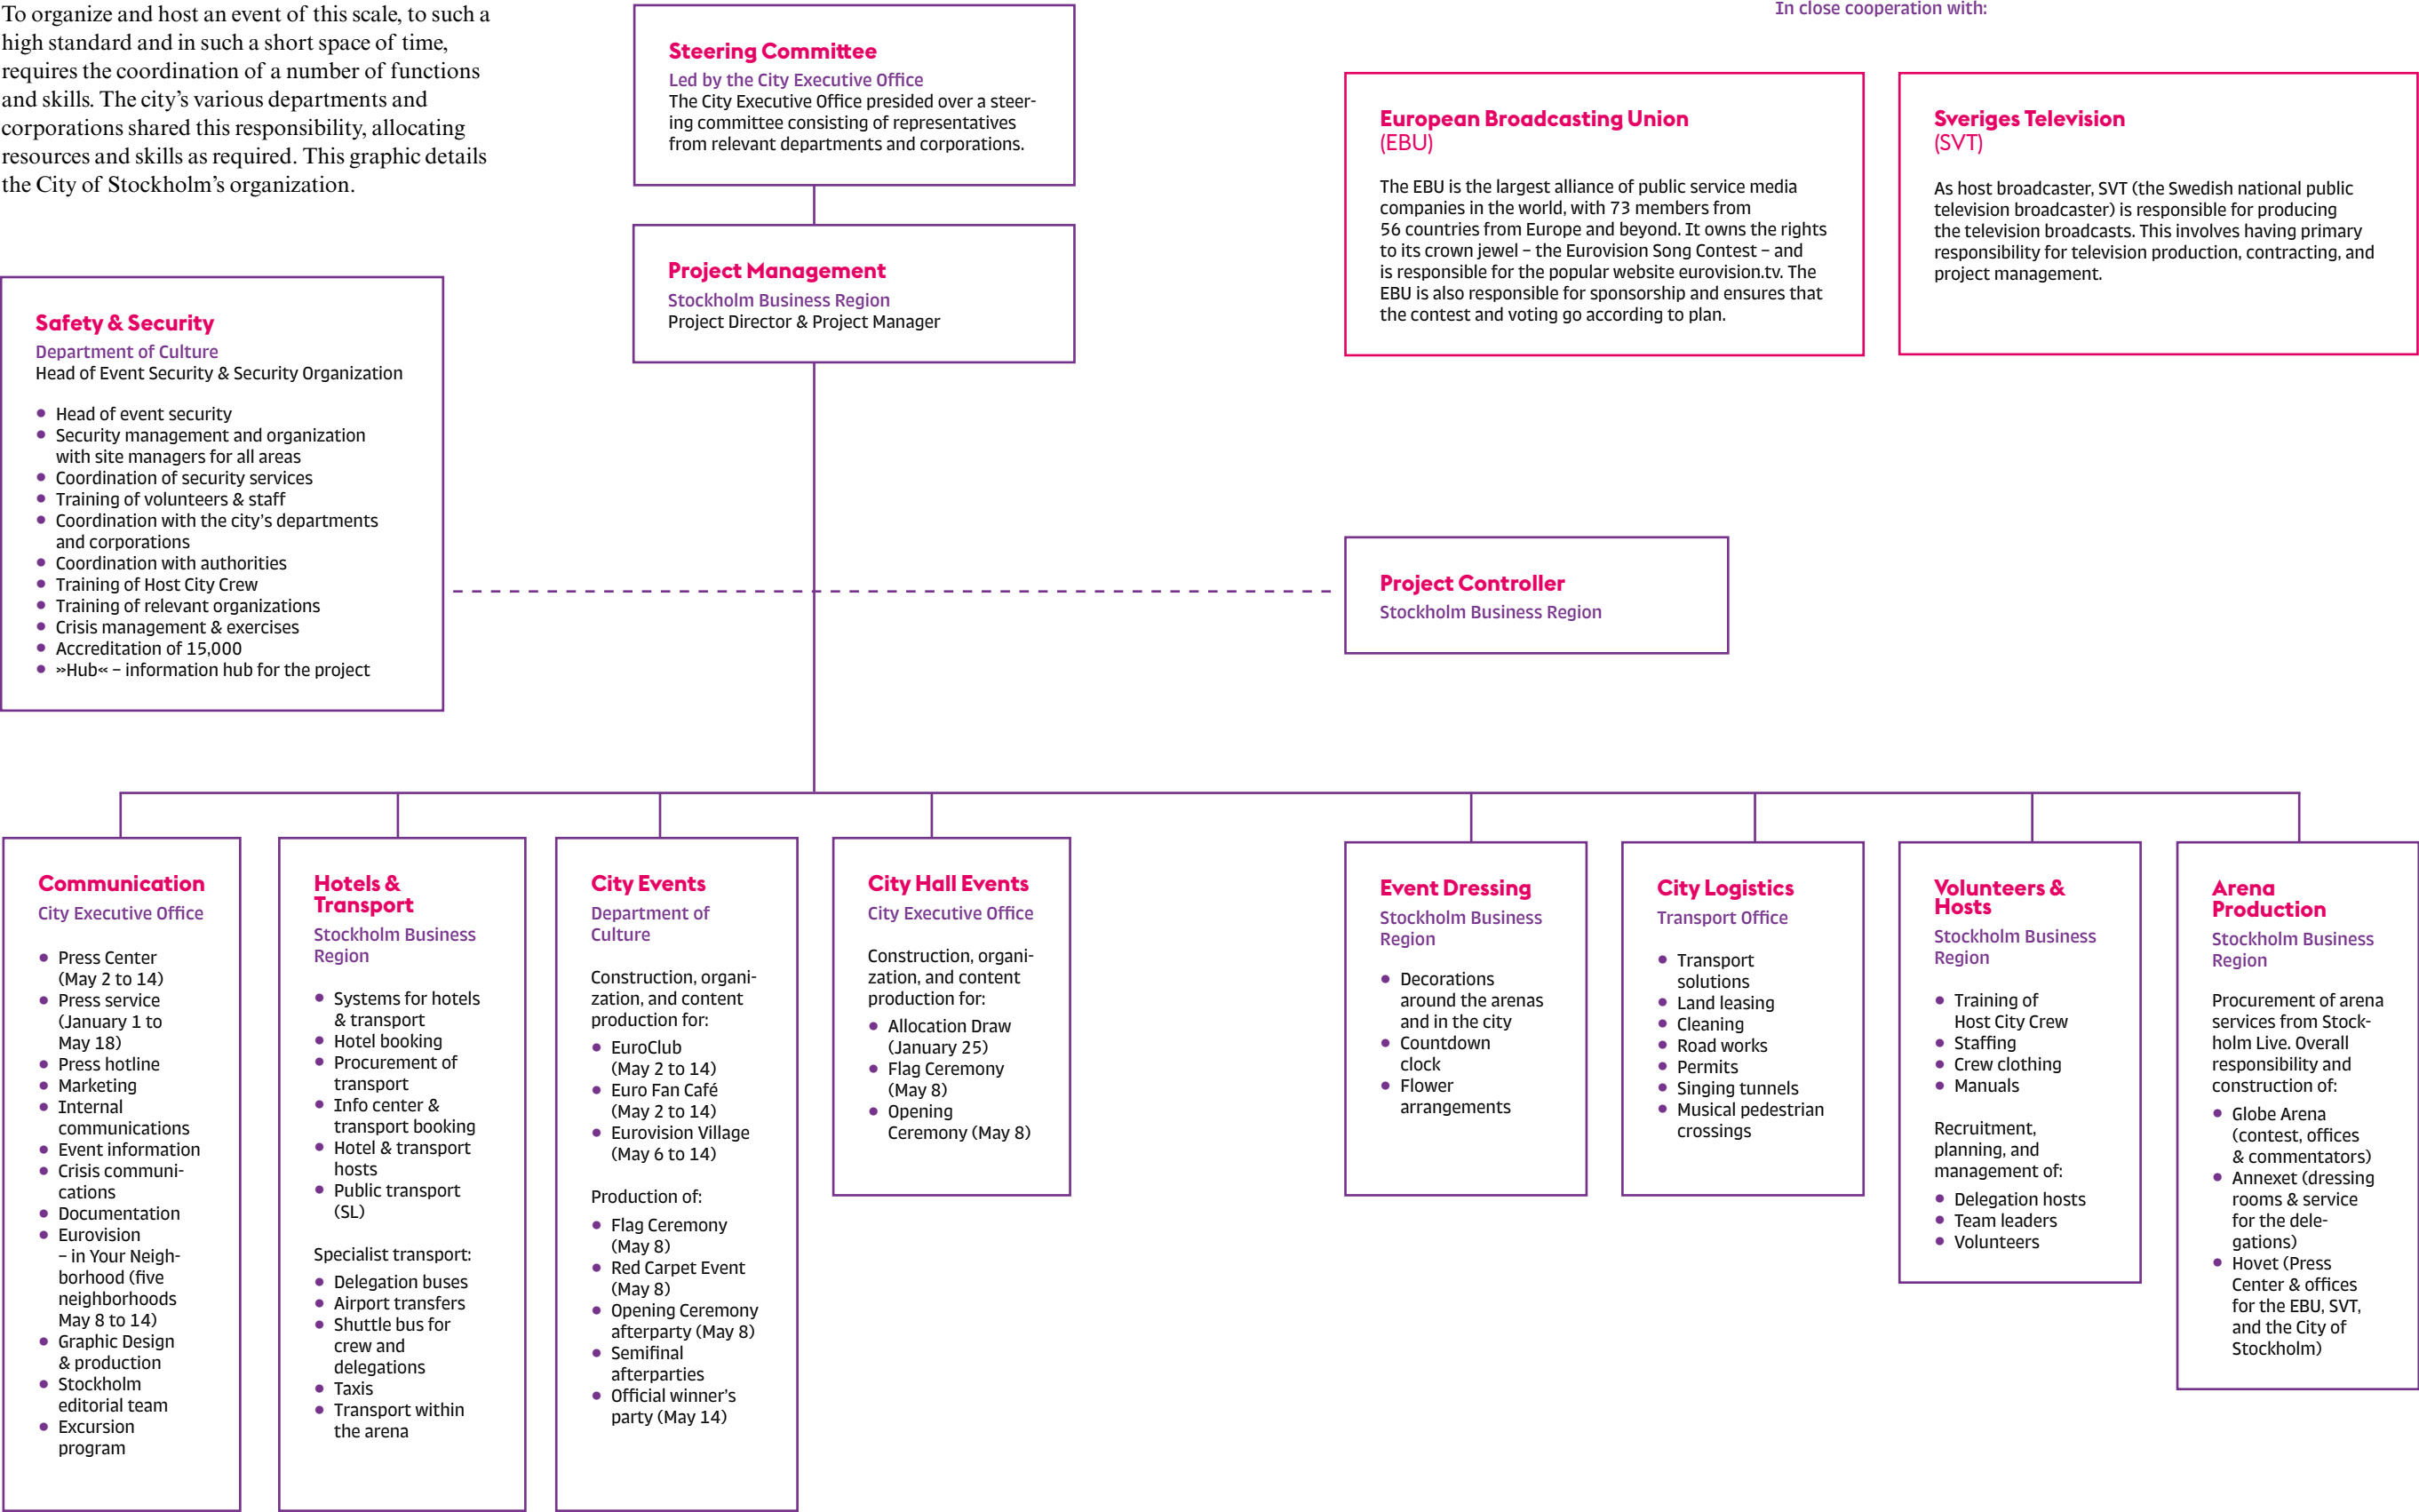 To organize and host an event of this scale, to such a
high standard and in such a short space of time,
requires the coordination of a number of functions
and skills. The city’s various departments and
corporations shared this responsibility, allocating
resources and skills as required. This graphic details
the City of Stockholm’s organization.
Steering Committee
Led by the City Executive Office
The City Executive Office presided over a steer-
ing committee consisting of representatives
from relevant departments and corporations.
Project Management
Stockholm Business Region
Project Director & Project Manager
In close cooperation with:
European Broadcasting Union
(EBU)
The EBU is the largest alliance of public service media
companies in the world, with 73 members from
56 countries from Europe and beyond. It owns the rights
to its crown jewel – the Eurovision Song Contest – and
is responsible for the popular website eurovision.tv. The
EBU is also responsible for sponsorship and ensures that
the contest and voting go according to plan.
Sveriges Television
(SVT)
As host broadcaster, SVT (the Swedish national public
television broadcaster) is responsible for producing
the television broadcasts. This involves having primary
responsibility for television production, contracting, and
project management.
Safety & Security
Department of Culture
Head of Event Security & Security Organization
• Head of event security
• Security management and organization
with site managers for all areas
• Coordination of security services
• Training of volunteers & staff
• Coordination with the city’s departments
and corporations
• Coordination with authorities
• Training of Host City Crew
• Training of relevant organizations
• Crisis management & exercises
• Accreditation of 15,000
• »Hub« – information hub for the project
Project Controller
Stockholm Business Region
Communication
City Executive Office
• Press Center
(May 2 to 14)
• Press service
(January 1 to
May 18)
• Press hotline
• Marketing
• Internal
communications
• Event information
• Crisis communi-
cations
• Documentation
• Eurovision
– in Your Neigh-
borhood (five
neighborhoods
May 8 to 14)
• Graphic Design
& production
• Stockholm
editorial team
• Excursion
program
Hotels &
Transport
Stockholm Business
Region
• Systems for hotels
& transport
• Hotel booking
• Procurement of
transport
• Info center &
transport booking
• Hotel & transport
hosts
• Public transport
(SL)
Specialist transport:
• Delegation buses
• Airport transfers
• Shuttle bus for
crew and
delegations
• Taxis
• Transport within
the arena
City Events
Department of
Culture
Construction, organi-
zation, and content
production for:
• EuroClub
(May 2 to 14)
• Euro Fan Café
(May 2 to 14)
• Eurovision Village
(May 6 to 14)
Production of:
• Flag Ceremony
(May 8)
• Red Carpet Event
(May 8)
• Opening Ceremony
afterparty (May 8)
• Semifinal
afterparties
• Official winner’s
party (May 14)
City Hall Events
City Executive Office
Construction, organi-
zation, and content
production for:
• Allocation Draw
(January 25)
• Flag Ceremony
(May 8)
• Opening
Ceremony (May 8)
Event Dressing
Stockholm Business
Region
• Decorations
around the arenas
and in the city
• Countdown
clock
• Flower
arrangements
City Logistics
Transport Office
• Transport
solutions
• Land leasing
• Cleaning
• Road works
• Permits
• Singing tunnels
• Musical pedestrian
crossings
Volunteers &
Hosts
Stockholm Business
Region
• Training of
Host City Crew
• Staffing
• Crew clothing
• Manuals
Recruitment,
planning, and
management of:
• Delegation hosts
• Team leaders
• Volunteers
Arena
Production
Stockholm Business
Region
Procurement of arena
services from Stock-
holm Live. Overall
responsibility and
construction of:
• Globe Arena
(contest, offices
& commentators)
• Annexet (dressing
rooms & service
for the dele-
gations)
• Hovet (Press
Center & offices
for the EBU, SVT,
and the City of
Stockholm)